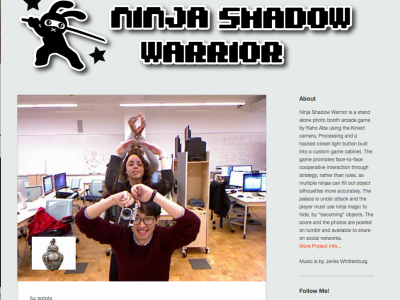 NINJA SHADOW
WARRIOR
About
Ninja Shadow Warrior is a stand
alone photo booth arcade game
by Kaho Abe using the Kinect
camera, Processing and a
hacked closet light button built
into a custom game cabinet. The
game promotes face-to-face
cooperative interaction through
strategy, rather than rules, as
multiple ninjas can fill out object
silhouettes more accurately. The
palace is under attack and the
player must use ninja magic to
hide, by "becoming" objects. The
score and the photos are posted
on tumblr and available to share
on social networks.
More Project Info...
Music is by Jenks Whittenburg.
64 points
Follow Me!